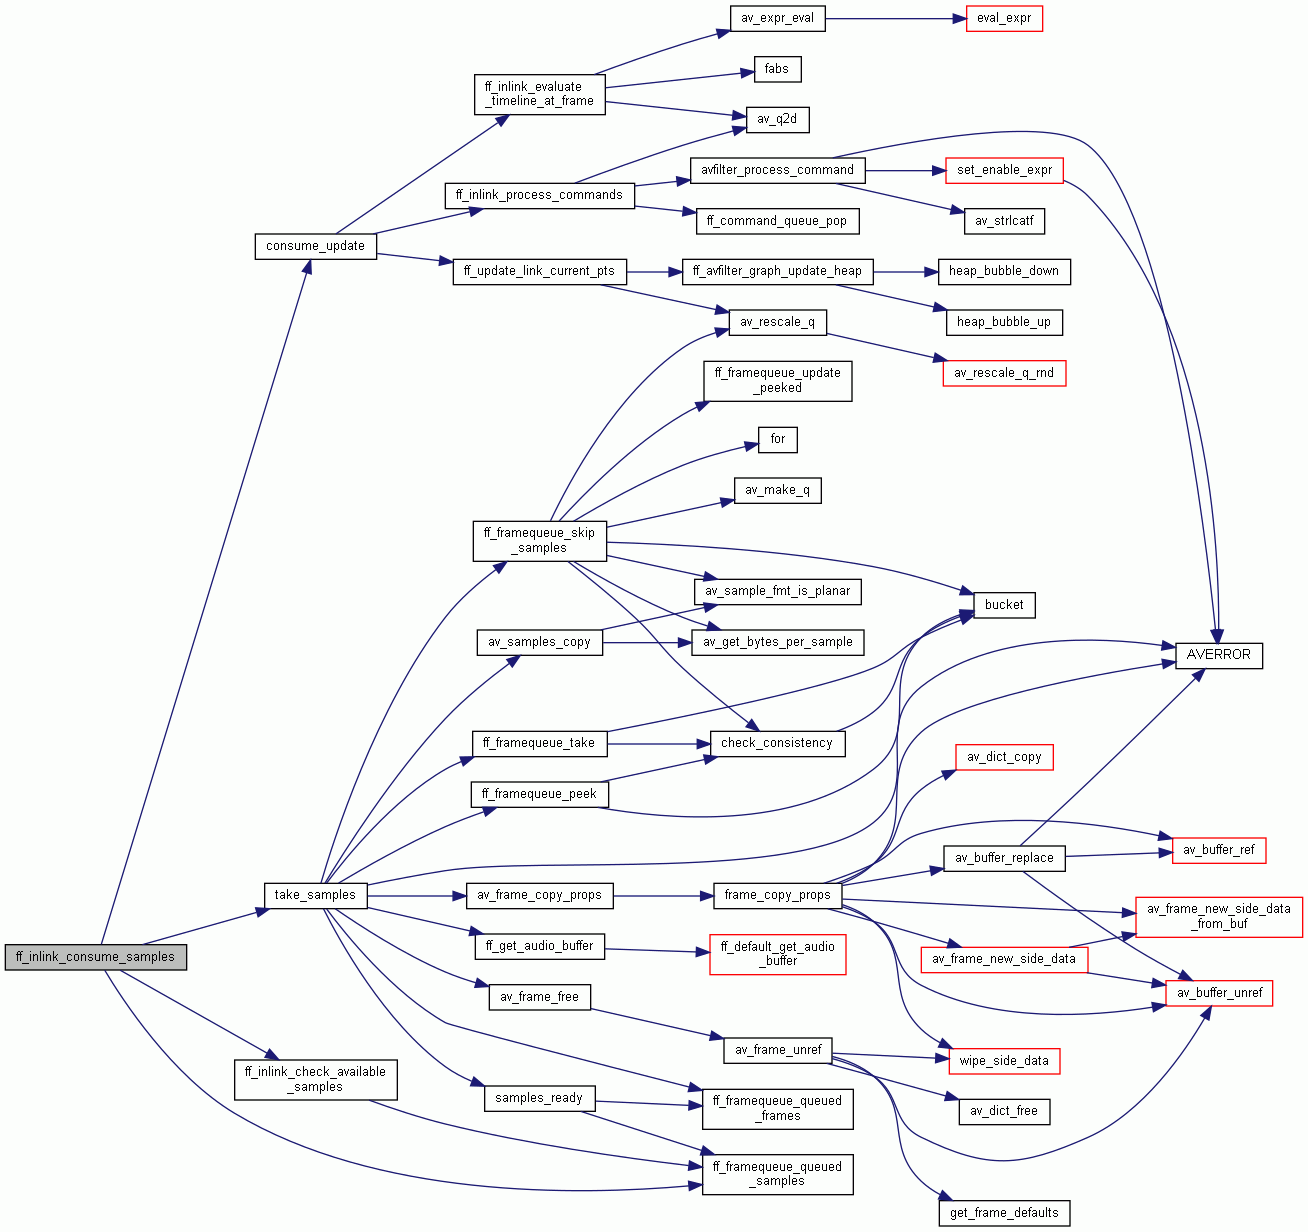 av_expr_eval
eval_expr
fabs
ff_inlink_evaluate
_timeline_at_frame
av_q2d
avfilter_process_command
set_enable_expr
ff_inlink_process_commands
ff_command_queue_pop
av_strlcatf
consume_update
ff_update_link_current_pts
ff_avfilter_graph_update_heap
heap_bubble_down
av_rescale_q
heap_bubble_up
ff_framequeue_update
_peeked
av_rescale_q_rnd
for
av_make_q
ff_framequeue_skip
_samples
av_sample_fmt_is_planar
bucket
av_samples_copy
av_get_bytes_per_sample
AVERROR
ff_framequeue_take
check_consistency
av_dict_copy
ff_framequeue_peek
av_buffer_replace
av_buffer_ref
take_samples
av_frame_copy_props
frame_copy_props
av_frame_new_side_data
_from_buf
ff_inlink_consume_samples
ff_get_audio_buffer
ff_default_get_audio
_buffer
av_frame_new_side_data
av_frame_free
av_buffer_unref
av_frame_unref
wipe_side_data
ff_inlink_check_available
_samples
samples_ready
ff_framequeue_queued
_frames
av_dict_free
ff_framequeue_queued
_samples
get_frame_defaults